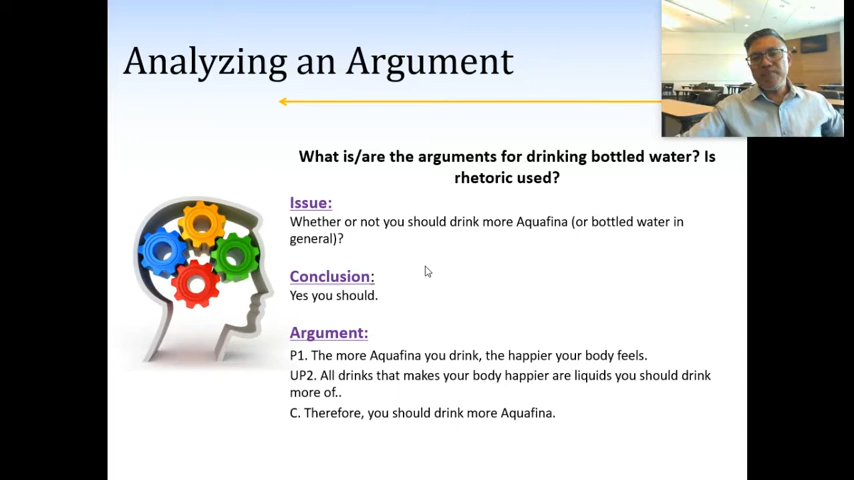 Analyzing an Argument
What is/are the arguments for drinking bottled water? Is
rhetoric used?
Issue:
Whether or not you should drink more Aquafina (or bottled water in
general)?
Conclusion:
Yes you should.
Argument:
P1. The more Aquafina you drink, the happier your body feels.
UP2. All drinks that makes your body happier are liquids you should drink
more of..
C. Therefore, you should drink more Aquafina.